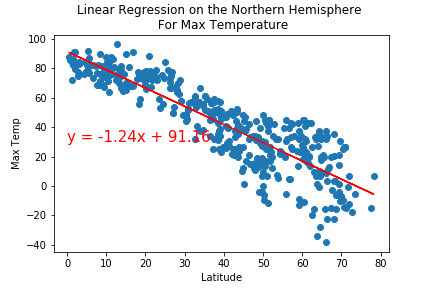 Linear Regression on the Northern Hemisphere
For Max Temperature
100
80
60
40
20
0
−20
−40
Max Temp
y = -1.24x + 91.16
0 10 20 30 40 50 60 70 80
Latitude